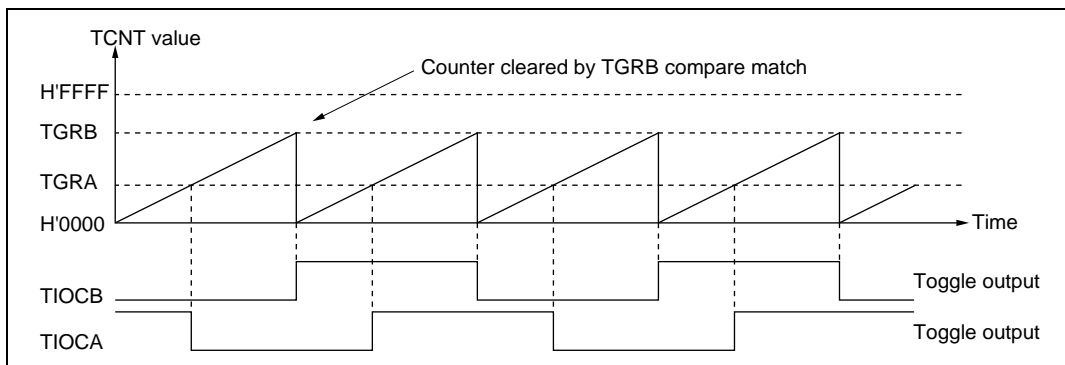 TCNT value
Counter cleared by TGRB compare match
H'FFFF
TGRB
TGRA
H'0000
Time
TIOCB
Toggle output
TIOCA
Toggle output